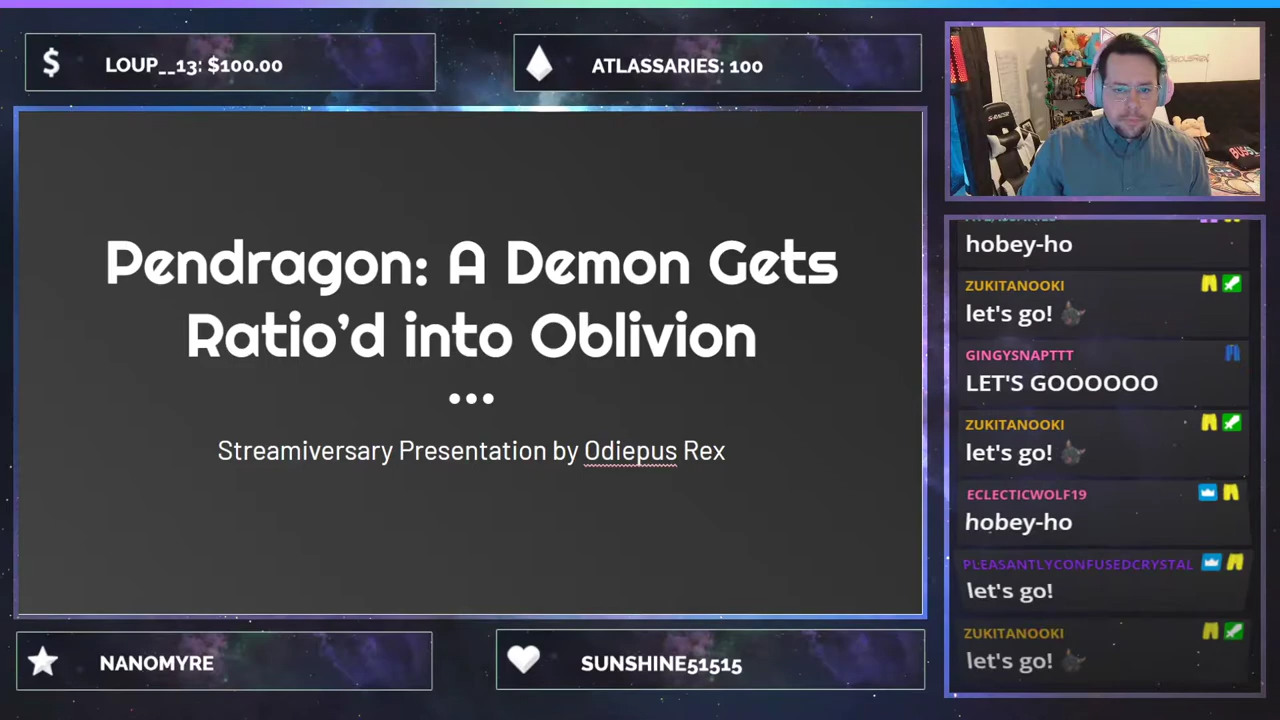 LOUP__13: $100.00
ATLASSARIES: 100
Pendragon: A Demon Gets
Ratio'd into Oblivion
...
Streamiversary Presentation by Odiepus Rex
NANOMYRE
SUNSHINE51515
hobey-ho
ZUKITANOOKI
let's go!
GINGYSNAPTTT
LET'S GOOOOOO
ZUKITANOOKI
let's go!
ECLECTICWOLF19
hobey-ho
PLEASANTLYCONFUSEDCRYSTAL
let's go!
ZUKITANOOKI
let's go!